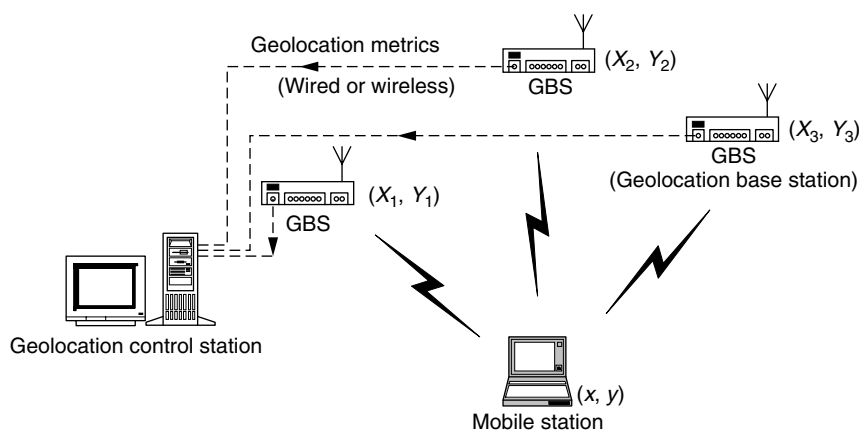 Geolocation metrics
(Wired or wireless)
GBS
(X₂, Y₂)
GBS
(Geolocation base station)
(X₃, Y₃)
GBS
(X₁, Y₁)
Geolocation control station
(x, y)
Mobile station